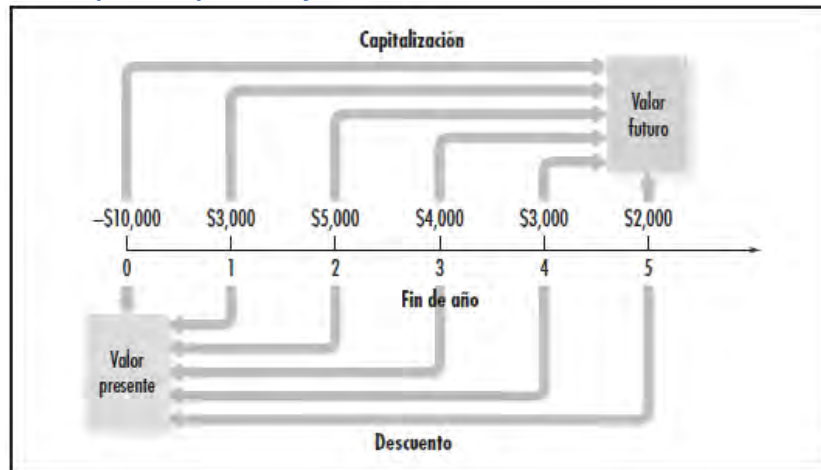 Capitalización
Valor
futuro
–$10,000 $3,000 $5,000 $4,000 $3,000 $2,000
0 1 2 3 4 5
Fin de año
Valor
presente
Descuento